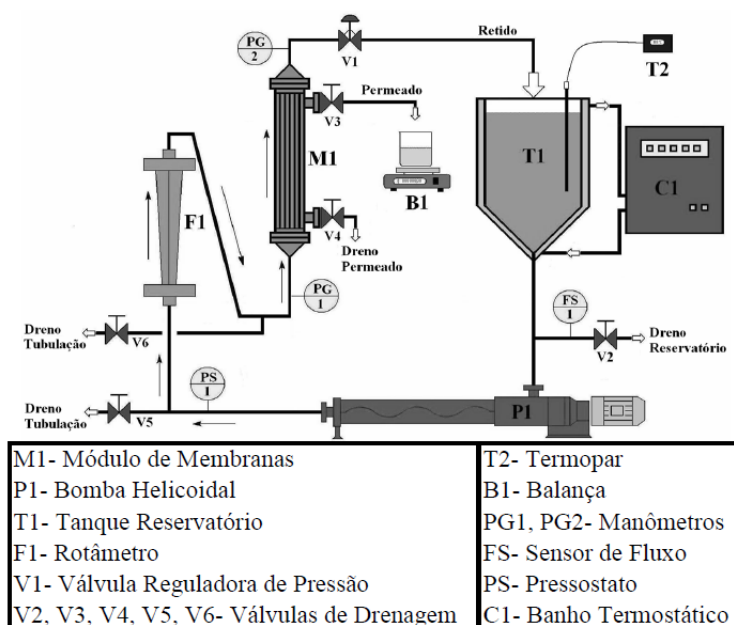 PG
2
V1
Retido
T2
Permeado
V3
M1
B1
T1
C1
F1
V4
Dreno
Permeado
PG
1
FS
1
Dreno
Tubulação
V6
V2
Dreno
Reservatório
PS
1
Dreno
Tubulação
V5
P1
M1- Módulo de Membranas
P1- Bomba Helicoidal
T1- Tanque Reservatório
F1- Rotâmetro
V1- Válvula Reguladora de Pressão
V2, V3, V4, V5, V6- Válvulas de Drenagem
T2- Termopar
B1- Balança
PG1, PG2- Manômetros
FS- Sensor de Fluxo
PS- Pressostato
C1- Banho Termostático